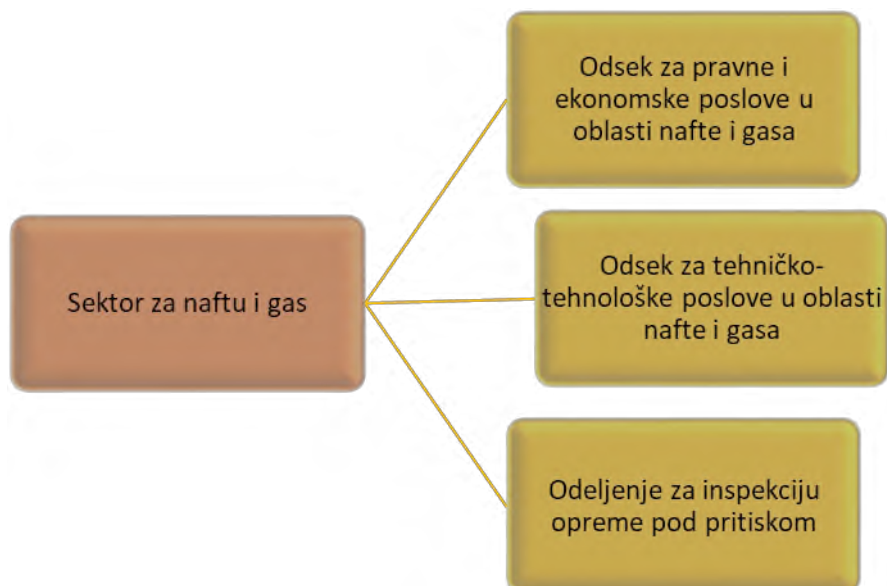 Odsek za pravne i
ekonomske poslove u
oblasti nafte i gasa
Sektor za naftu i gas
Odsek za tehničko-
tehnološke poslove u oblasti
nafte i gasa
Odeljenje za inspekciju
opreme pod pritiskom